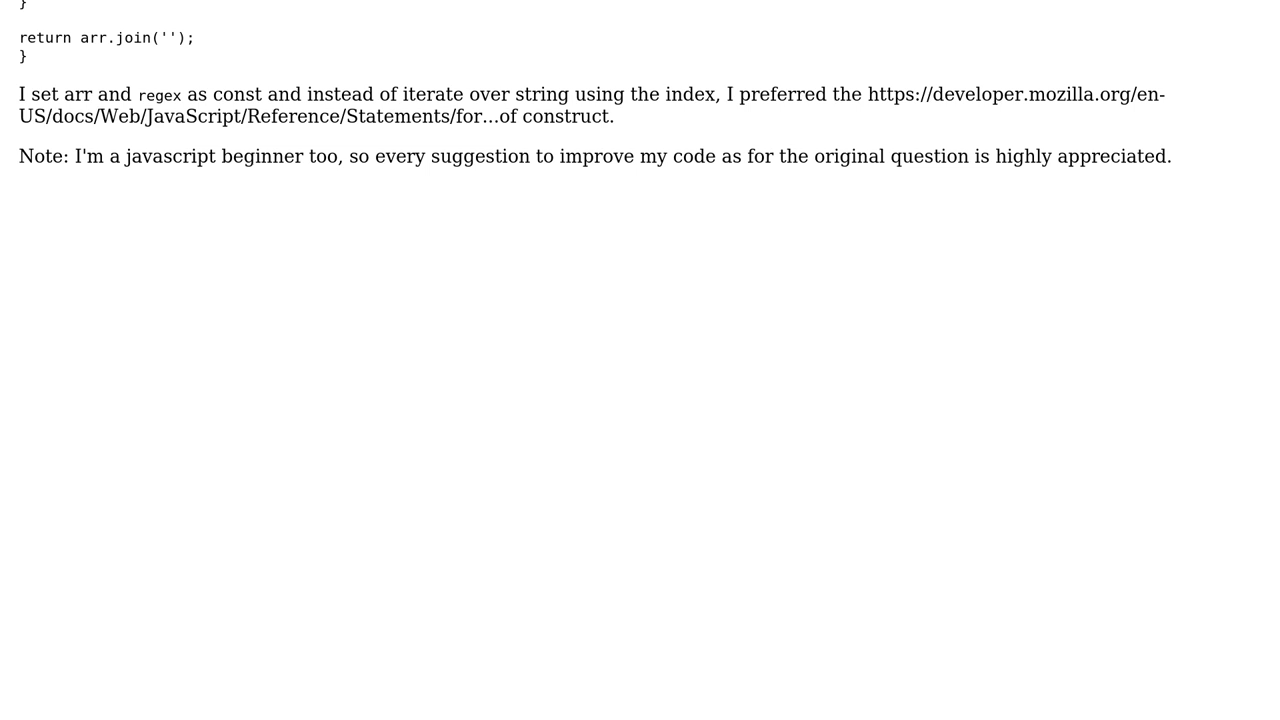 }
return arr.join('');
}
I set arr and regex as const and instead of iterate over string using the index, I preferred the https://developer.mozilla.org/en-
US/docs/Web/JavaScript/Reference/Statements/for...of construct.
Note: I'm a javascript beginner too, so every suggestion to improve my code as for the original question is highly appreciated.